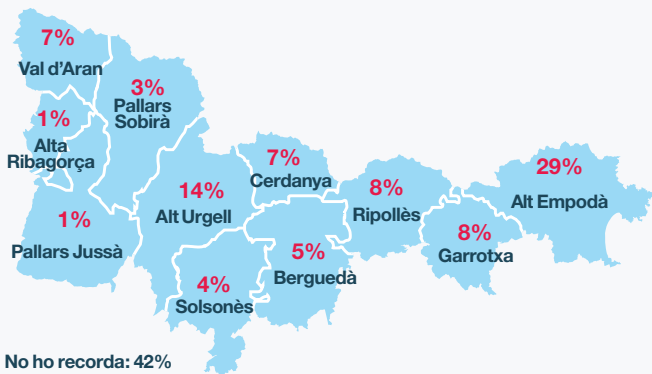 7%
Val d'Aran
3%
Pallars
Sobirà
1%
Alta
Ribagorça
7%
Cerdanya
29%
Alt Empodà
14%
Alt Urgell
8%
Ripollès
1%
Pallars Jussà
8%
Garrotxa
5%
Berguedà
4%
Solsonès
No ho recorda: 42%